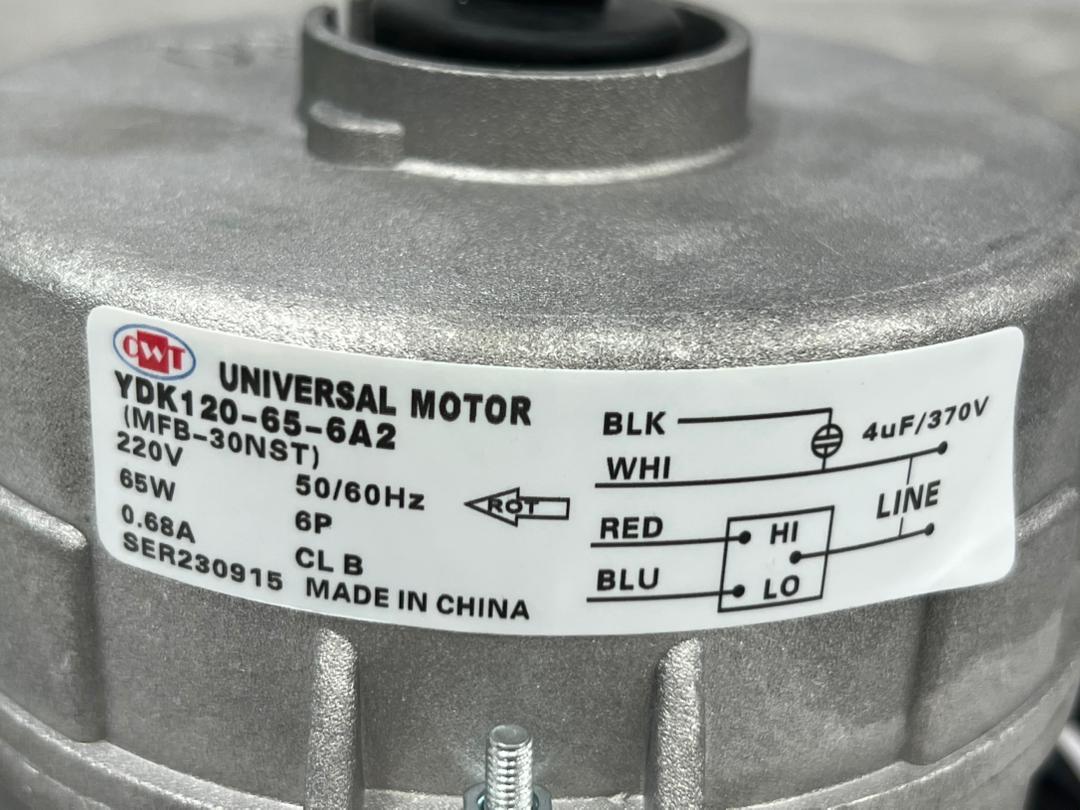 CWT
UNIVERSAL MOTOR
YDK120-65-6A2
(MFB-30NST)
220V 50/60Hz
65W 6P
0.68A CL B
SER230915 MADE IN CHINA
ROT
BLK 4uF/370V
WHI
LINE
RED HI
BLU LO